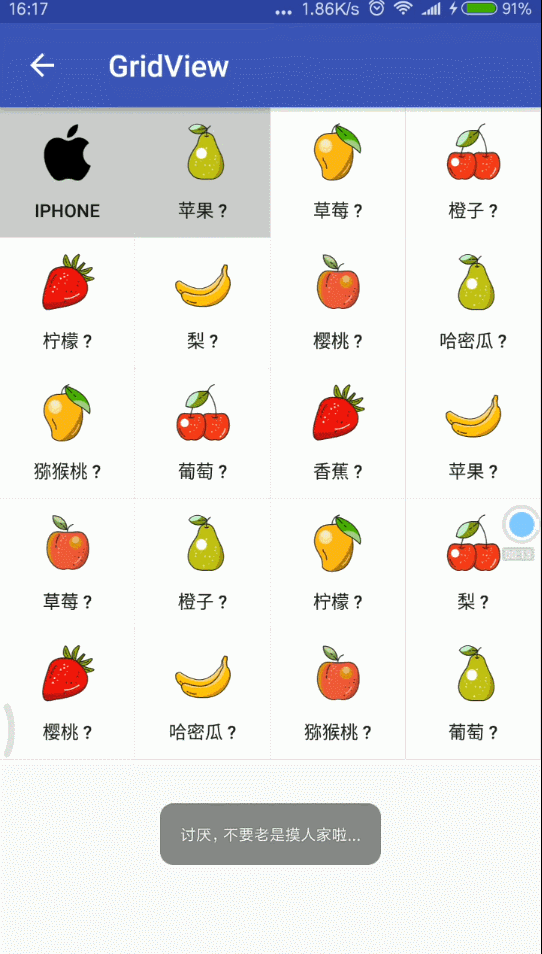 16:17 ... 1.86K/s 91%
GridView
IPHONE 苹果？ 草莓？ 橙子？
柠檬？ 梨？ 樱桃？ 哈密瓜？
猕猴桃？ 葡萄？ 香蕉？ 苹果？
草莓？ 橙子？ 柠檬？ 梨？
樱桃？ 哈密瓜？ 猕猴桃？ 葡萄？
讨厌, 不要老是摸人家啦...